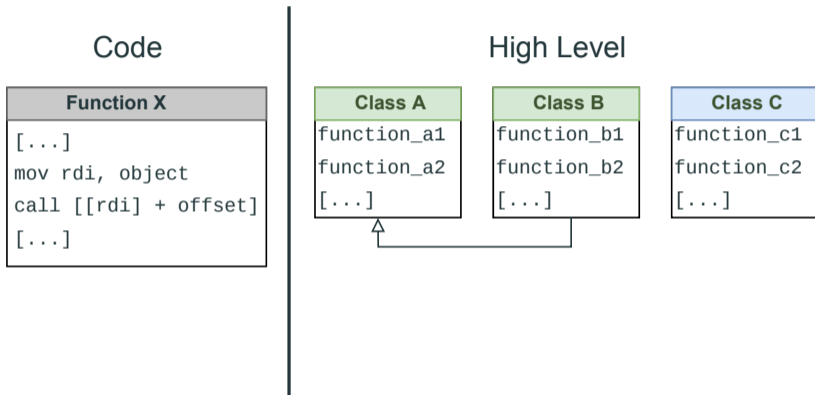 Code
Function X
[...]
mov rdi, object
call [[rdi] + offset]
[...]
High Level
Class A
function_a1
function_a2
[...]
Class B
function_b1
function_b2
[...]
Class C
function_c1
function_c2
[...]